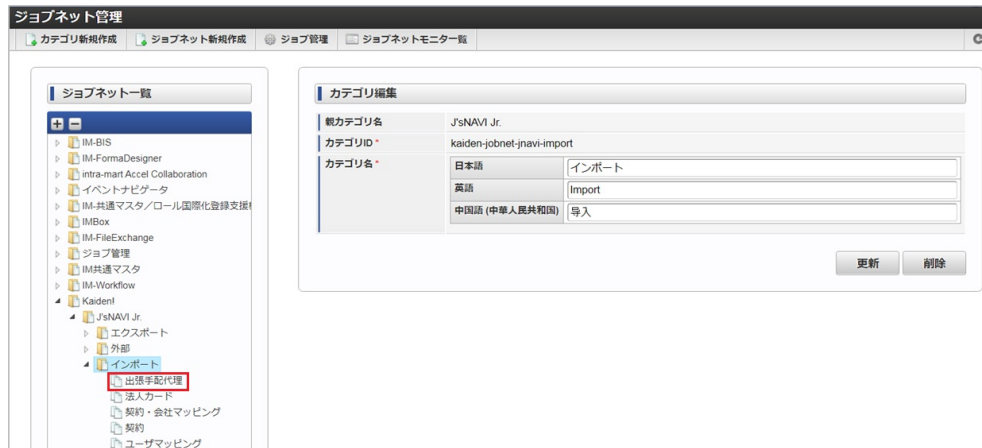 ジョブネット管理
カテゴリ新規作成 ジョブネット新規作成 ジョブ管理 ジョブネットモニター覧
ジョブネット一覧
IM-BIS
IM-FormaDesigner
intra-mart Accel Collaboration
イベントナビゲータ
IM-共通マスタ/ロール国際化登録支援
IMBox
IM-FileExchange
ジョブ管理
IM共通マスタ
IM-Workflow
Kaiden!
J'sNAVI Jr.
エクスポート
外部
インポート
出張手配代理
法人カード
契約・会社マッピング
契約
ユーザマッピング
カテゴリ編集
親カテゴリ名 J'sNAVI Jr.
カテゴリID * kaiden-jobnet-jnavi-import
カテゴリ名 * 日本語 インポート
英語 Import
中国語 (中華人民共和国) 导入
更新 削除